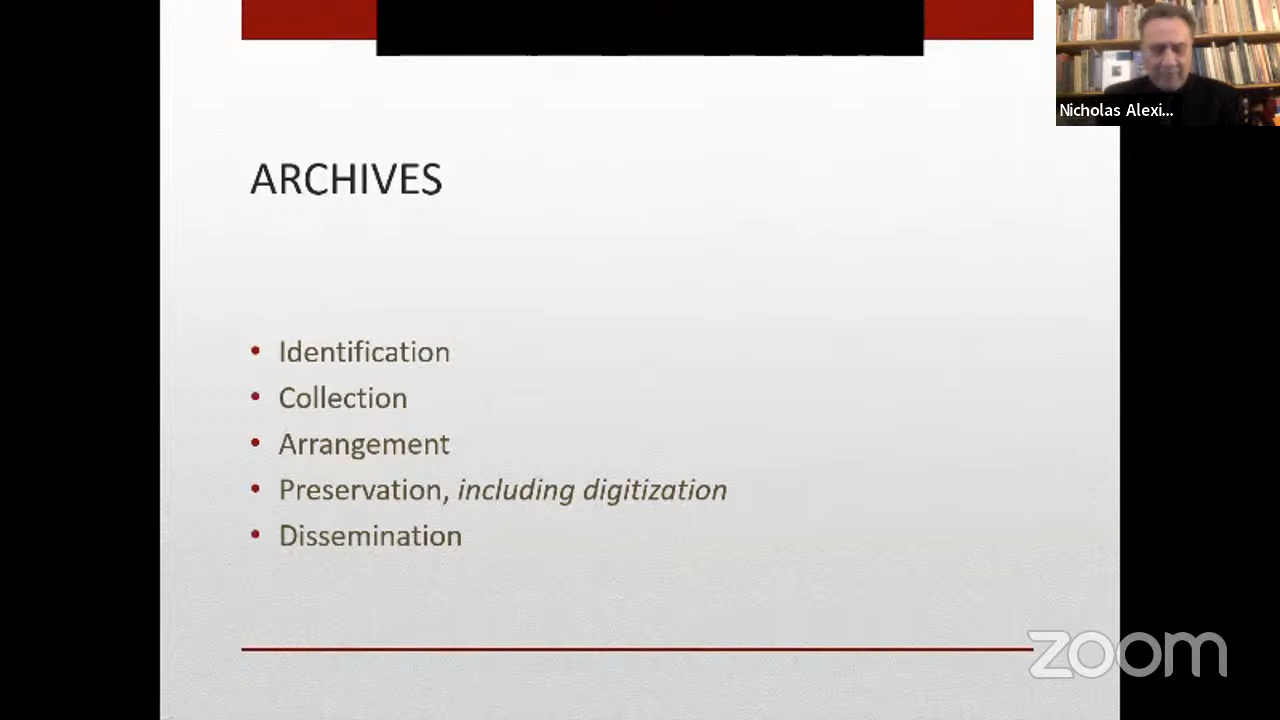 Nicholas Alexi...
ARCHIVES
• Identification
• Collection
• Arrangement
• Preservation, including digitization
• Dissemination
zoom